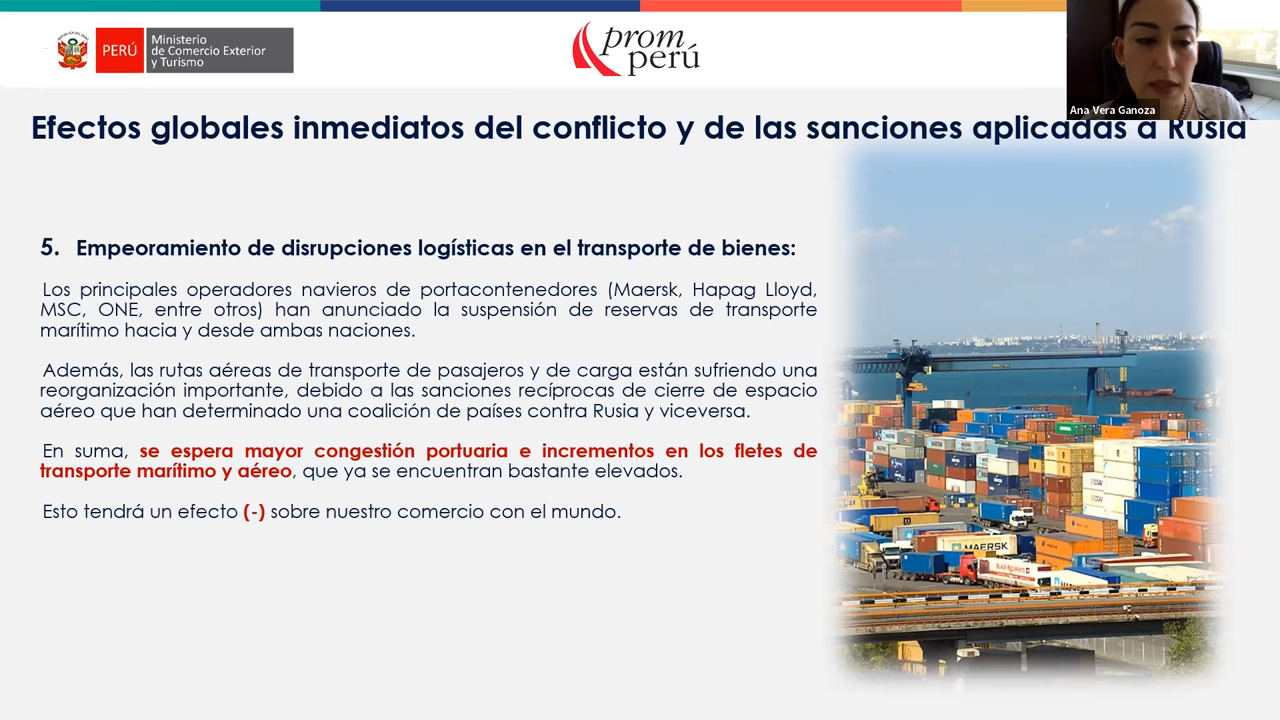 PERÚ
Ministerio
de Comercio Exterior
y Turismo
prom
perú
Ana Vera Ganoza
Efectos globales inmediatos del conflicto y de las sanciones aplicadas a Rusia
5. Empeoramiento de disrupciones logísticas en el transporte de bienes:
Los principales operadores navieros de portacontenedores (Maersk, Hapag Lloyd,
MSC, ONE, entre otros) han anunciado la suspensión de reservas de transporte
marítimo hacia y desde ambas naciones.
Además, las rutas aéreas de transporte de pasajeros y de carga están sufriendo una
reorganización importante, debido a las sanciones recíprocas de cierre de espacio
aéreo que han determinado una coalición de países contra Rusia y viceversa.
En suma, se espera mayor congestión portuaria e incrementos en los fletes de
transporte marítimo y aéreo, que ya se encuentran bastante elevados.
Esto tendrá un efecto (-) sobre nuestro comercio con el mundo.
MAERSK